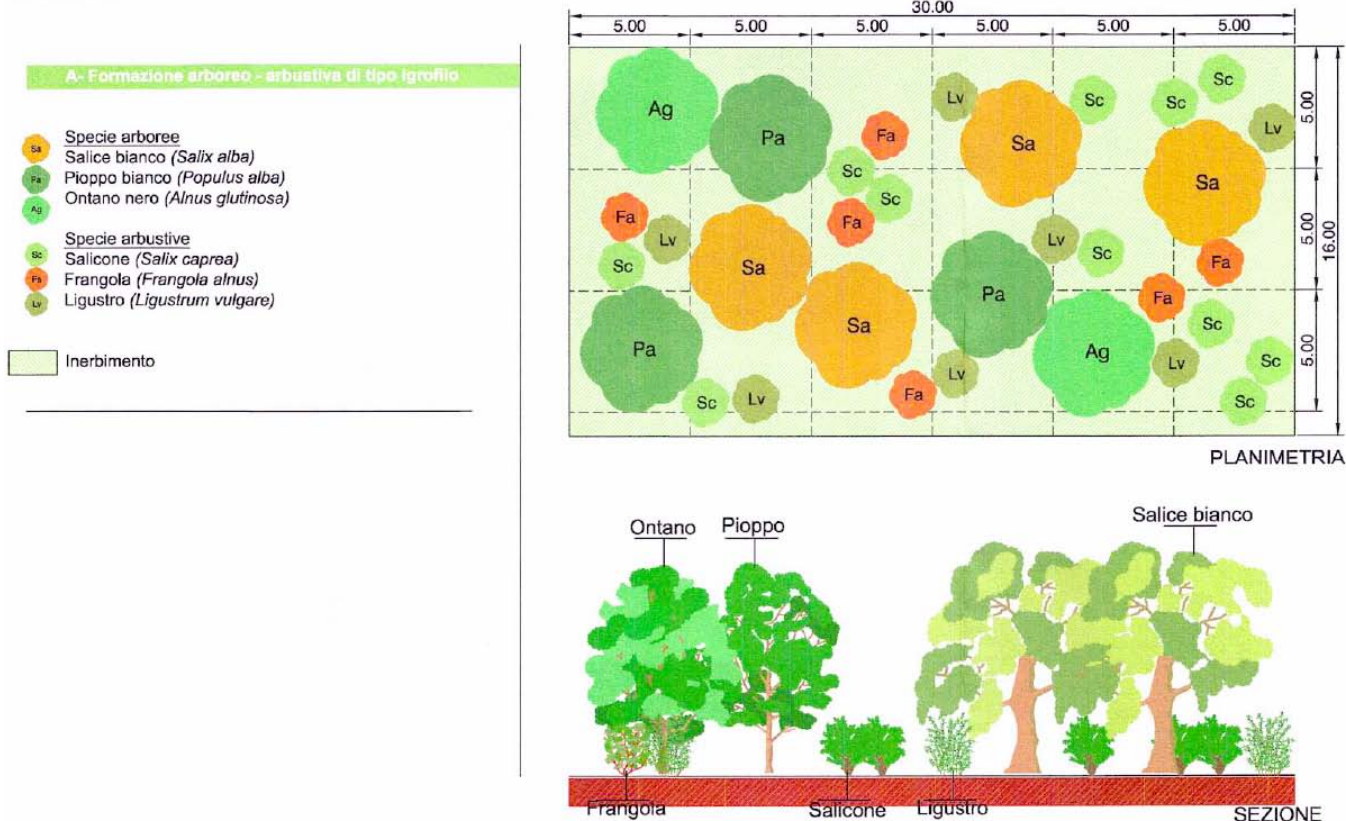 A- Formazione arboreo - arbustiva di tipo igrofilo
Specie arboree
Sa Salice bianco (Salix alba)
Pa Pioppo bianco (Populus alba)
Ag Ontano nero (Alnus glutinosa)
Specie arbustive
Sc Salicone (Salix caprea)
Fa Frangola (Frangola alnus)
Lv Ligustro (Ligustrum vulgare)
Inerbimento
30.00
5.00 5.00 5.00 5.00 5.00 5.00
Sc
Lv Sc Sc
Ag
Pa Fa Sa Lv
Sc Sa
Sc
Fa Fa
Lv Lv
Sc Fa
Sc Sa
Pa Fa
Sa Sc
Pa Ag
Lv Sc
Lv
Sc Lv Fa Sc
5.00
5.00
5.00
16.00
PLANIMETRIA
Ontano Pioppo Salice bianco
Frangola Salicone Ligustro
SEZIONE